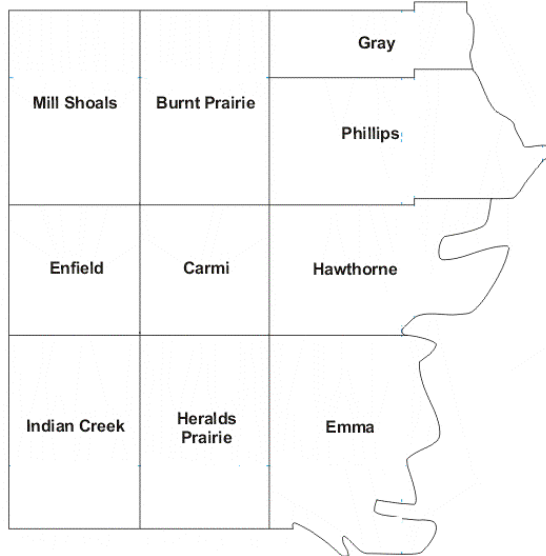 Gray
Mill Shoals
Burnt Prairie
Phillips
Enfield
Carmi
Hawthorne
Indian Creek
Heralds
Prairie
Emma